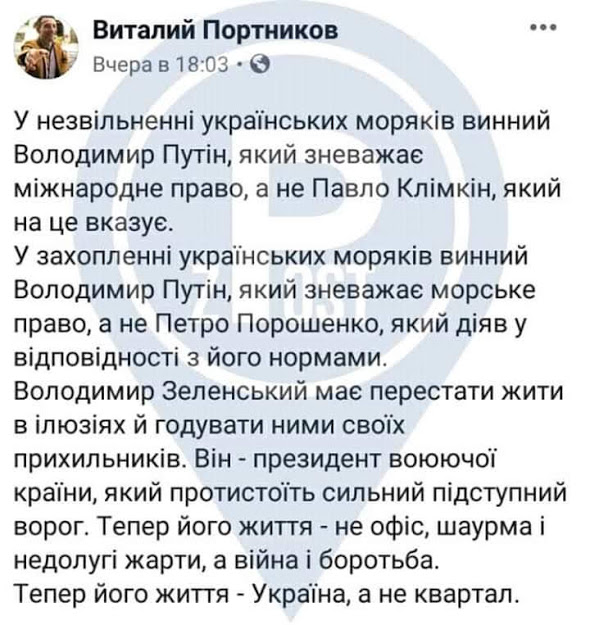 Виталий Портников
Вчера в 18:03 ·
У незвільненні українських моряків винний
Володимир Путін, який зневажає
міжнародне право, а не Павло Клімкін, який
на це вказує.
У захопленні українських моряків винний
Володимир Путін, який зневажає морське
право, а не Петро Порошенко, який діяв у
відповідності з його нормами.
Володимир Зеленський має перестати жити
в ілюзіях й годувати ними своїх
прихильників. Він - президент воюючої
країни, який протистоїть сильний підступний
ворог. Тепер його життя - не офіс, шаурма і
недолугі жарти, а війна і боротьба.
Тепер його життя - Україна, а не квартал.